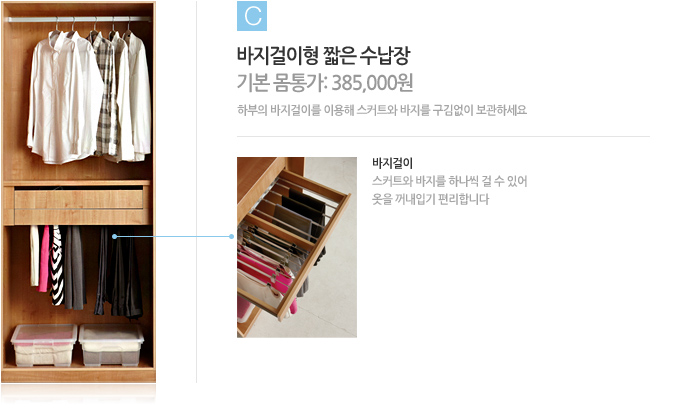 C
바지걸이형 짧은 수납장
기본 몸통가: 385,000원
하부의 바지걸이를 이용해 스커트와 바지를 구김없이 보관하세요
바지걸이
스커트와 바지를 하나씩 걸 수 있어
옷을 꺼내입기 편리합니다